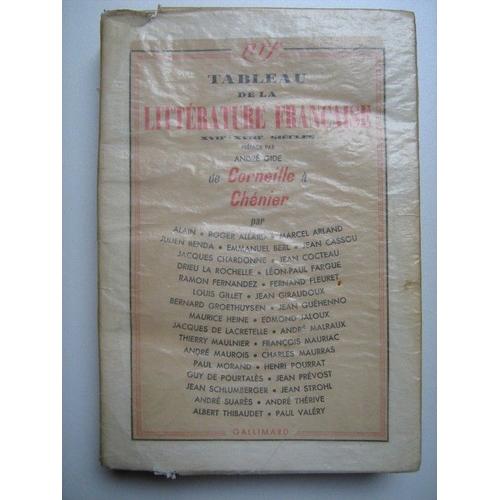 nrf
TABLEAU
DE LA
LITTÉRATURE FRANÇAISE
XVIIᵉ-XVIIIᵉ SIÈCLES
PRÉFACE PAR
ANDRÉ GIDE
de Corneille à
Chénier
par
ALAIN • ROGER ALLARD • MARCEL ARLAND
JULIEN BENDA • EMMANUEL BERL • JEAN CASSOU
JACQUES CHARDONNE • JEAN COCTEAU
DRIEU LA ROCHELLE • LÉON-PAUL FARGUE
RAMON FERNANDEZ • FERNAND FLEURET
LOUIS GILLET • JEAN GIRAUDOUX
BERNARD GROETHUYSEN • JEAN GUÉHENNO
MAURICE HEINE • EDMOND JALOUX
JACQUES DE LACRETELLE • ANDRÉ MALRAUX
THIERRY MAULNIER • FRANÇOIS MAURIAC
ANDRÉ MAUROIS • CHARLES MAURRAS
PAUL MORAND • HENRI POURRAT
GUY DE POURTALÈS • JEAN PRÉVOST
JEAN SCHLUMBERGER • JEAN STROHL
ANDRÉ SUARÈS • ANDRÉ THÉRIVE
ALBERT THIBAUDET • PAUL VALÉRY
GALLIMARD